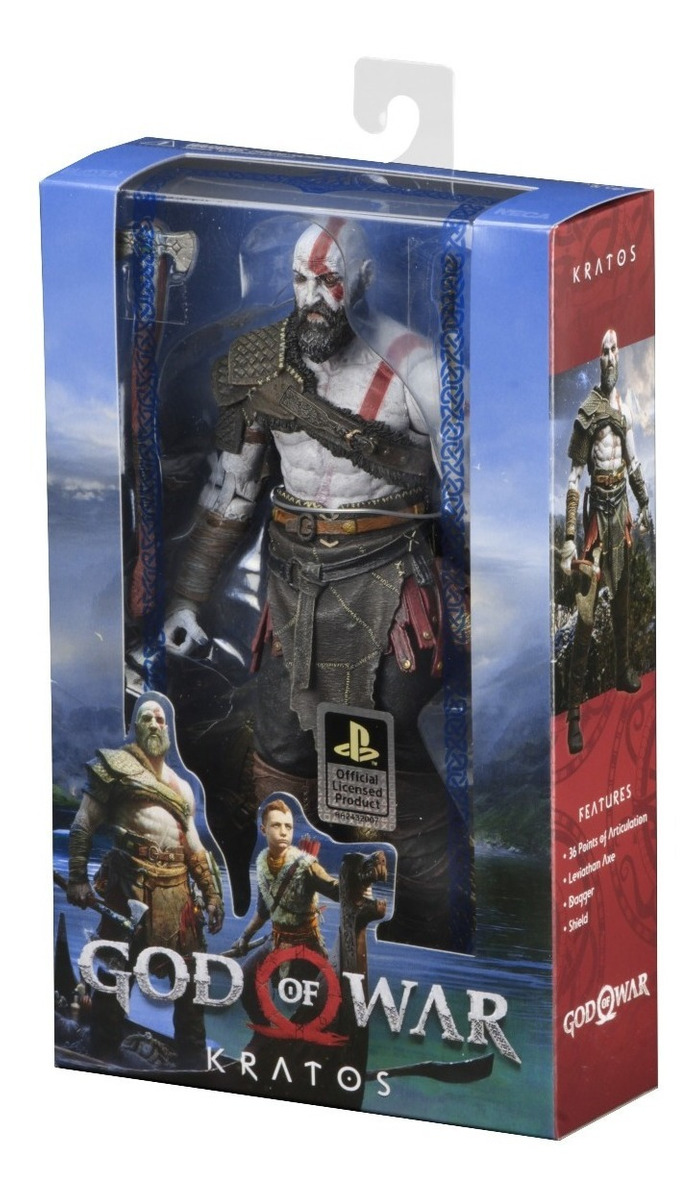 NECA
KRATOS
Official
Licensed
Product
GOD OF WAR
KRATOS
FEATURES
• 36 Points of Articulation
• Leviathan Axe
• Dagger
• Shield
GOD OF WAR